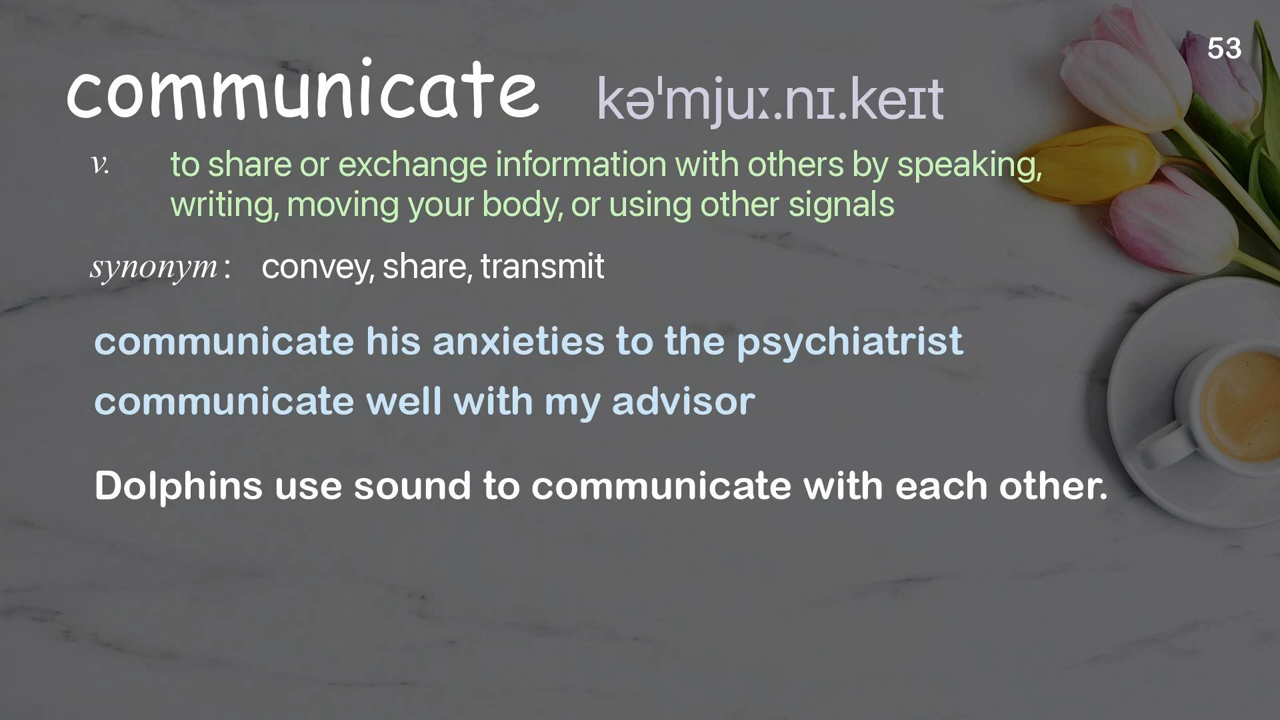 53
communicate kəˈmjuː.nɪ.keɪt
v. to share or exchange information with others by speaking,
writing, moving your body, or using other signals
synonym: convey, share, transmit
communicate his anxieties to the psychiatrist
communicate well with my advisor
Dolphins use sound to communicate with each other.